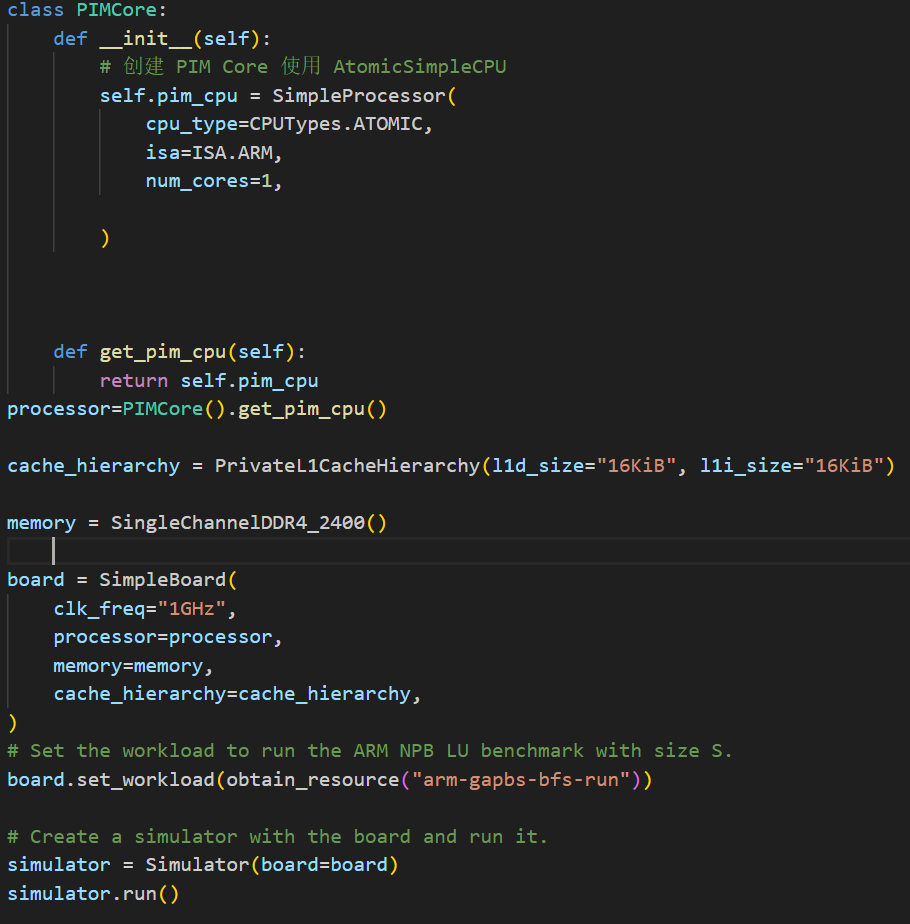 class PIMCore:
    def __init__(self):
        # 创建 PIM Core 使用 AtomicSimpleCPU
        self.pim_cpu = SimpleProcessor(
            cpu_type=CPUTypes.ATOMIC,
            isa=ISA.ARM,
            num_cores=1,
        )
    def get_pim_cpu(self):
        return self.pim_cpu
processor=PIMCore().get_pim_cpu()
cache_hierarchy = PrivateL1CacheHierarchy(l1d_size="16KiB", l1i_size="16KiB")
memory = SingleChannelDDR4_2400()
board = SimpleBoard(
    clk_freq="1GHz",
    processor=processor,
    memory=memory,
    cache_hierarchy=cache_hierarchy,
)
# Set the workload to run the ARM NPB LU benchmark with size S.
board.set_workload(obtain_resource("arm-gapbs-bfs-run"))
# Create a simulator with the board and run it.
simulator = Simulator(board=board)
simulator.run()